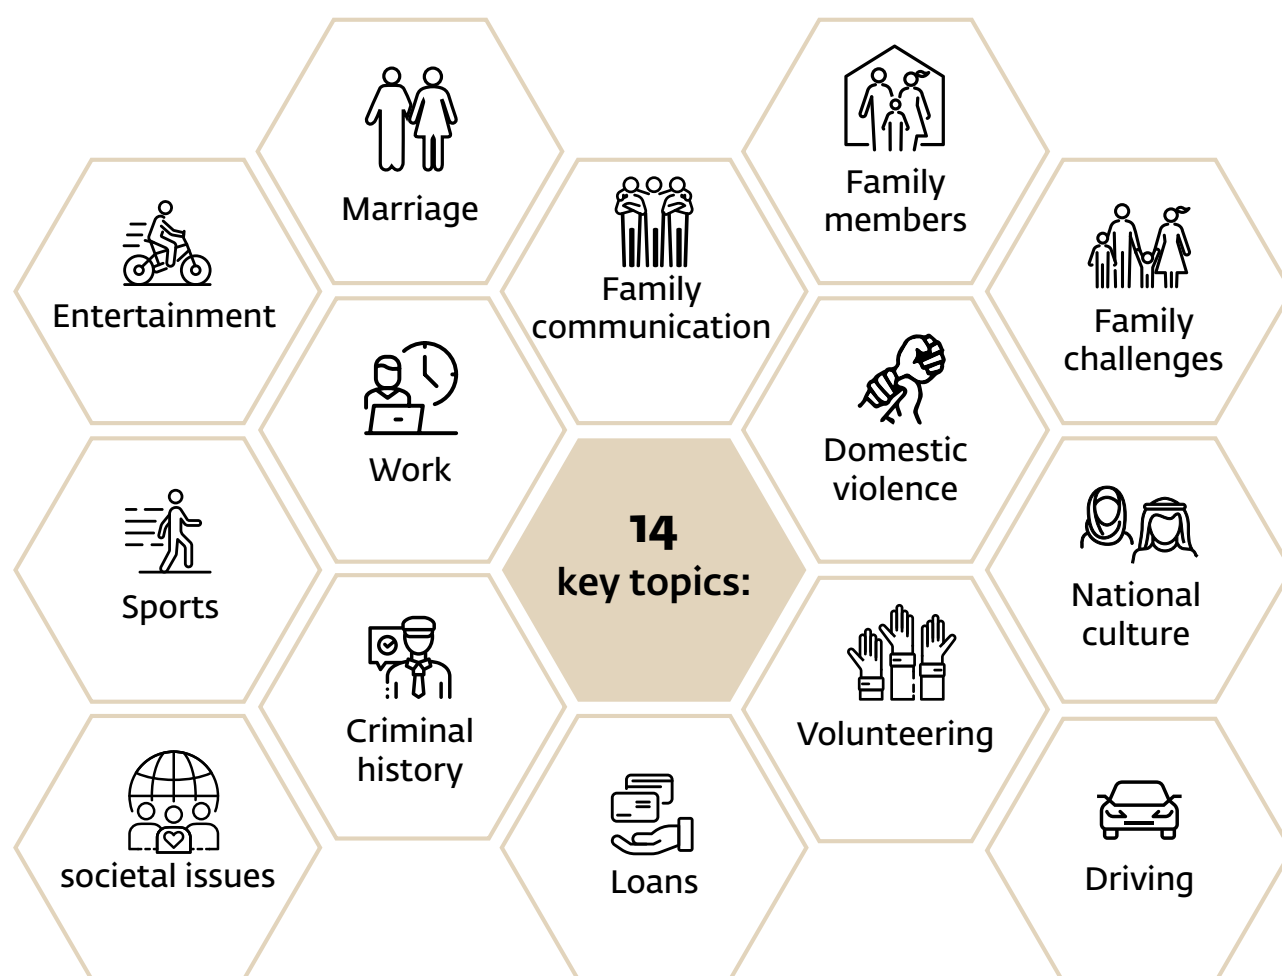 Marriage
Family
members
Entertainment
Family
communication
Family
challenges
Work
Domestic
violence
14
key topics:
Sports
National
culture
Criminal
history
Volunteering
societal issues
Loans
Driving